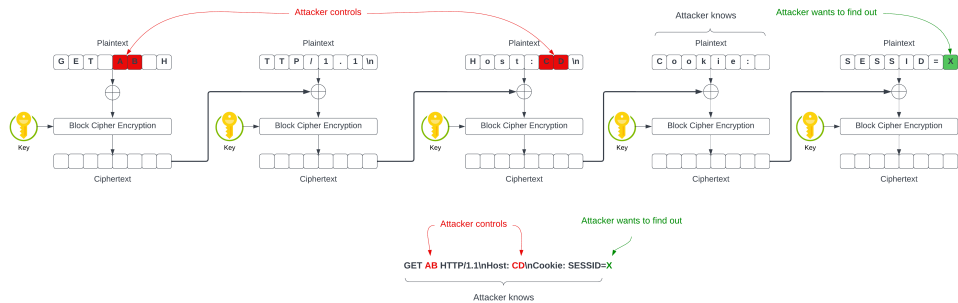 Attacker controls
Attacker knows
Attacker wants to find out
Plaintext
Plaintext
Plaintext
Plaintext
Plaintext
G E T A B H
T T P / 1 . 1 \n
H o s t : C D \n
C o o k i e :
S E S S I D = X
Key
Block Cipher Encryption
Key
Block Cipher Encryption
Key
Block Cipher Encryption
Key
Block Cipher Encryption
Key
Block Cipher Encryption
Ciphertext
Ciphertext
Ciphertext
Ciphertext
Ciphertext
Attacker controls
Attacker wants to find out
GET AB HTTP/1.1\nHost: CD\nCookie: SESSID=X
Attacker knows